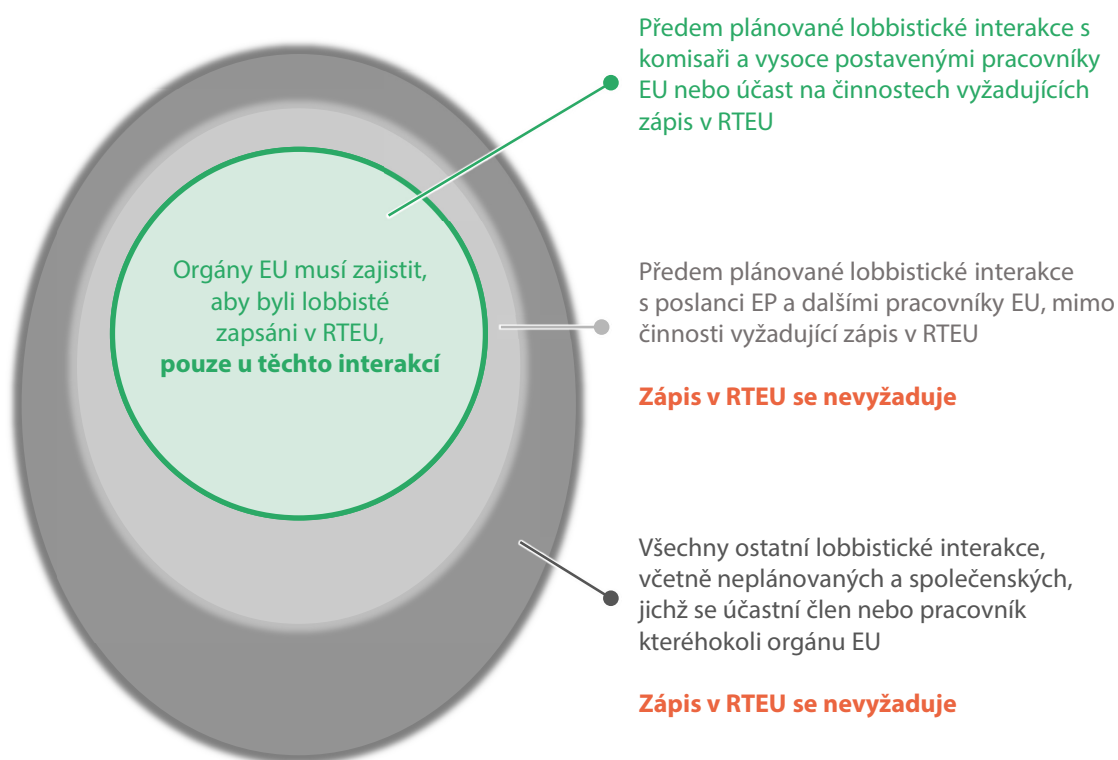 Předem plánované lobbistické interakce s
komisaři a vysoce postavenými pracovníky
EU nebo účast na činnostech vyžadujících
zápis v RTEU
Orgány EU musí zajistit,
aby byli lobbisté
zapsáni v RTEU,
pouze u těchto interakcí
Předem plánované lobbistické interakce
s poslanci EP a dalšími pracovníky EU, mimo
činnosti vyžadující zápis v RTEU
Zápis v RTEU se nevyžaduje
Všechny ostatní lobbistické interakce,
včetně neplánovaných a společenských,
jichž se účastní člen nebo pracovník
kteréhokoli orgánu EU
Zápis v RTEU se nevyžaduje